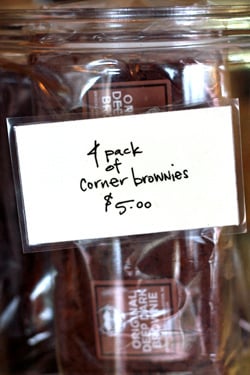 4 pack
of
corner brownies
$5.00
ORIGINAL
DEEP DARK
BROWNIE